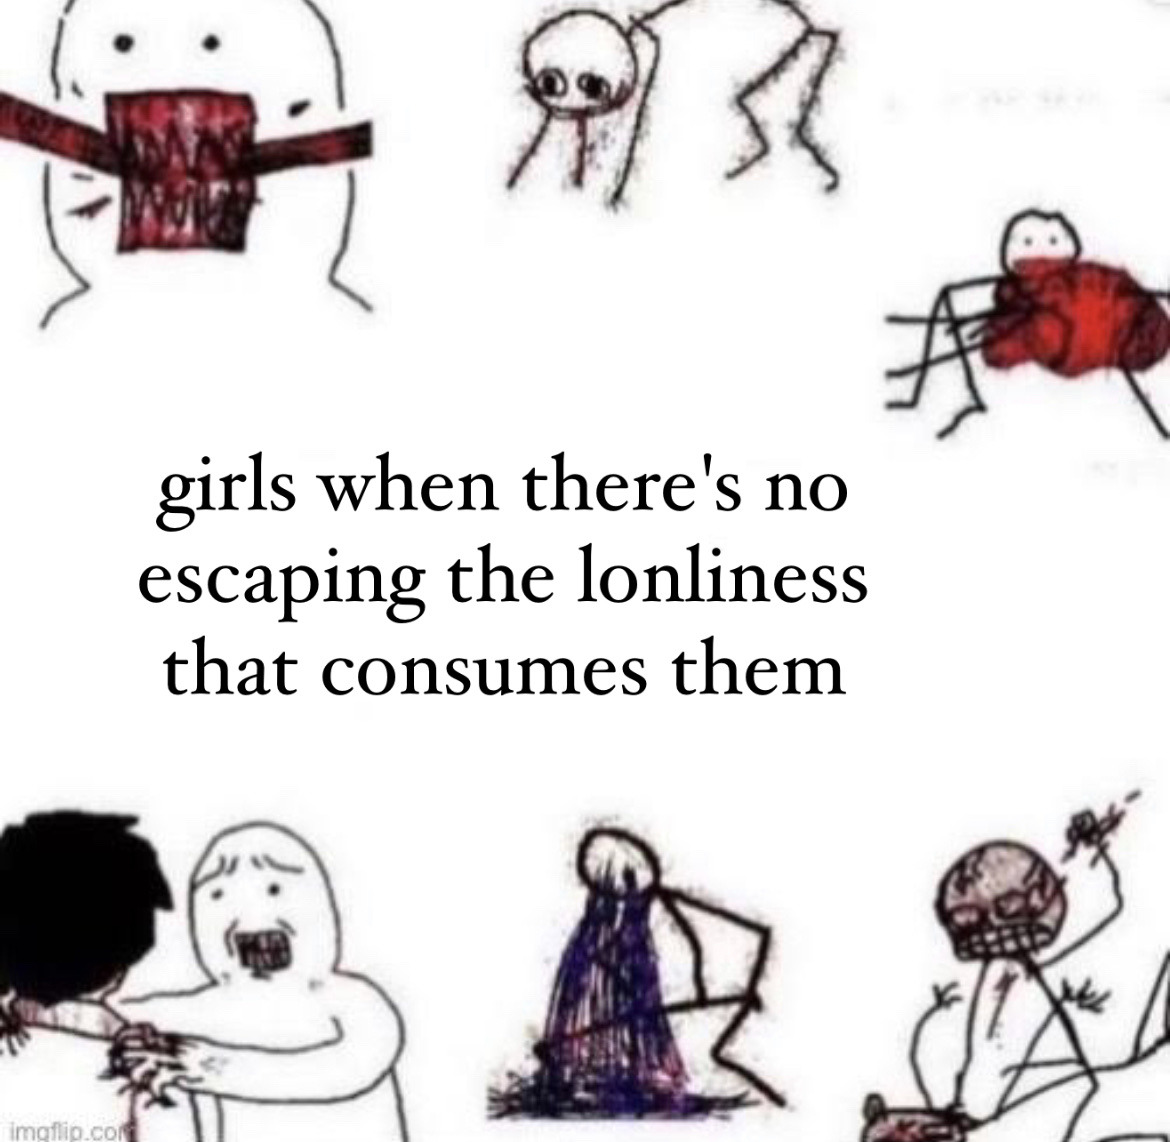 girls when there's no
escaping the lonliness
that consumes them
imgflip.com